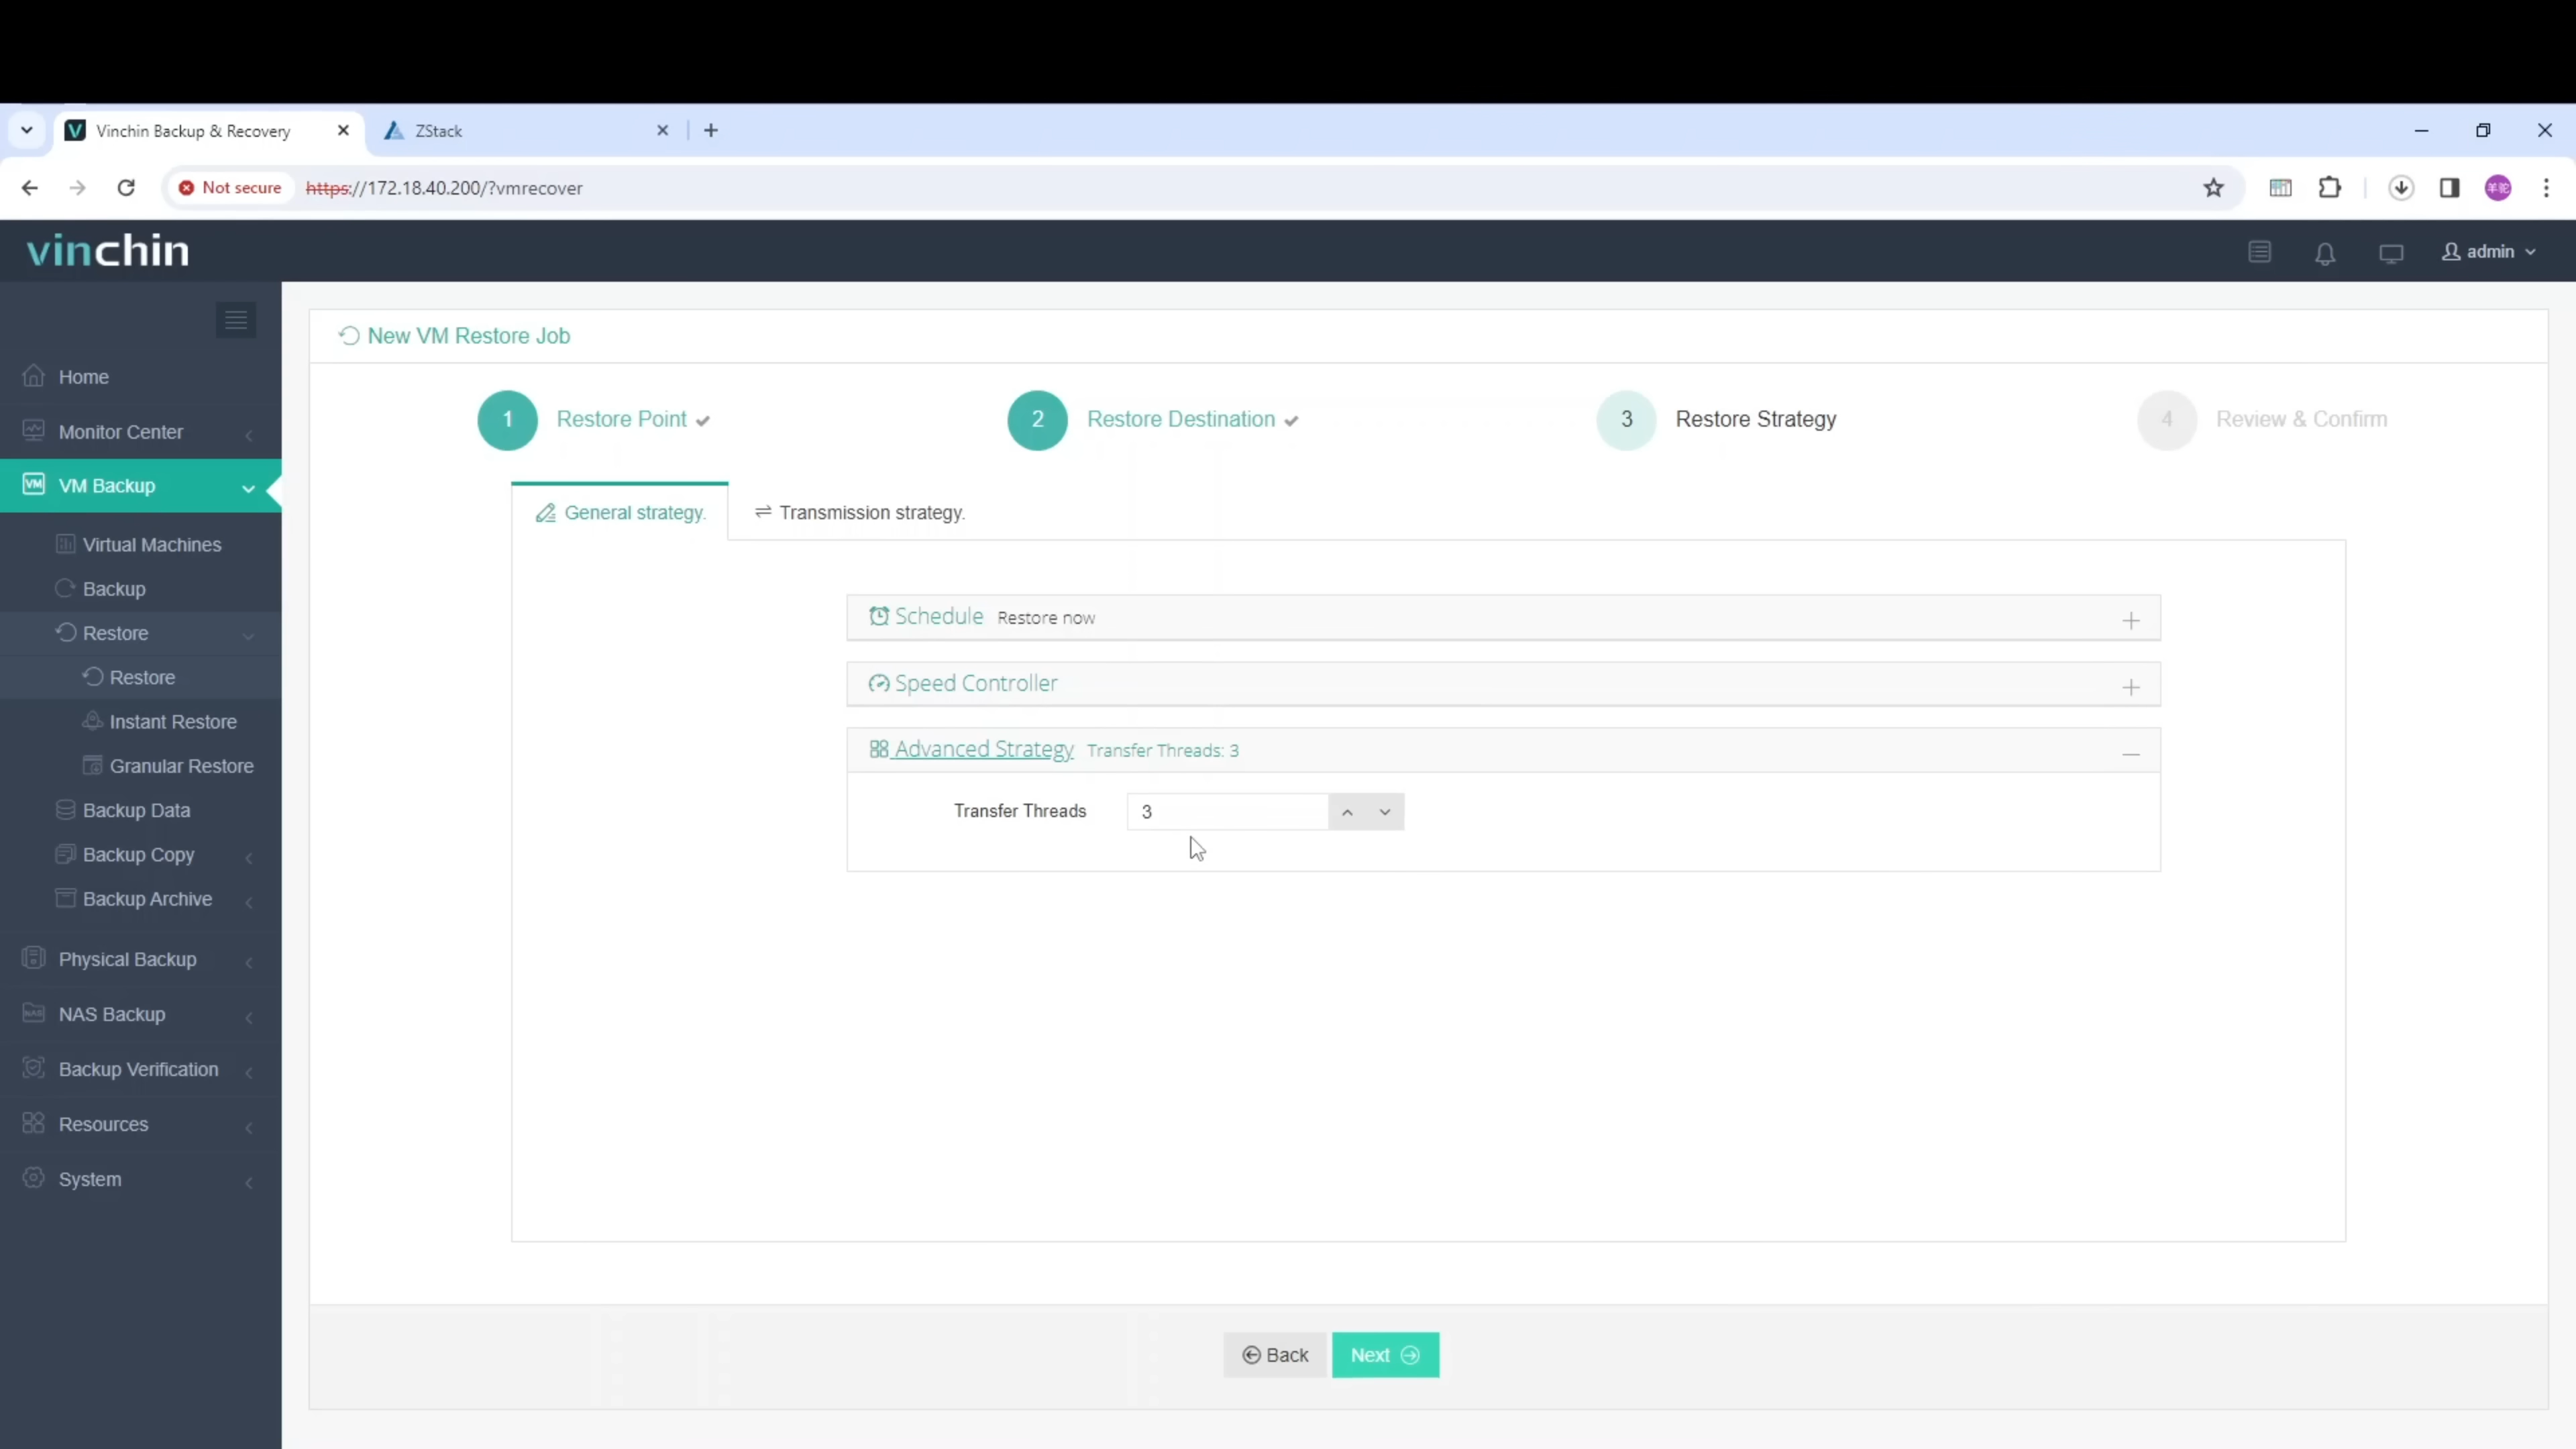 Vinchin Backup & Recovery
ZStack
Not secure
https://172.18.40.200/?vmrecover
羊驼
vinchin
admin
New VM Restore Job
Home
Monitor Center
VM Backup
Virtual Machines
Backup
Restore
Restore
Instant Restore
Granular Restore
Backup Data
Backup Copy
Backup Archive
Physical Backup
NAS Backup
Backup Verification
Resources
System
1 Restore Point
2 Restore Destination
3 Restore Strategy
4 Review & Confirm
General strategy.
Transmission strategy.
Schedule Restore now
Speed Controller
Advanced Strategy Transfer Threads: 3
Transfer Threads 3
Back
Next